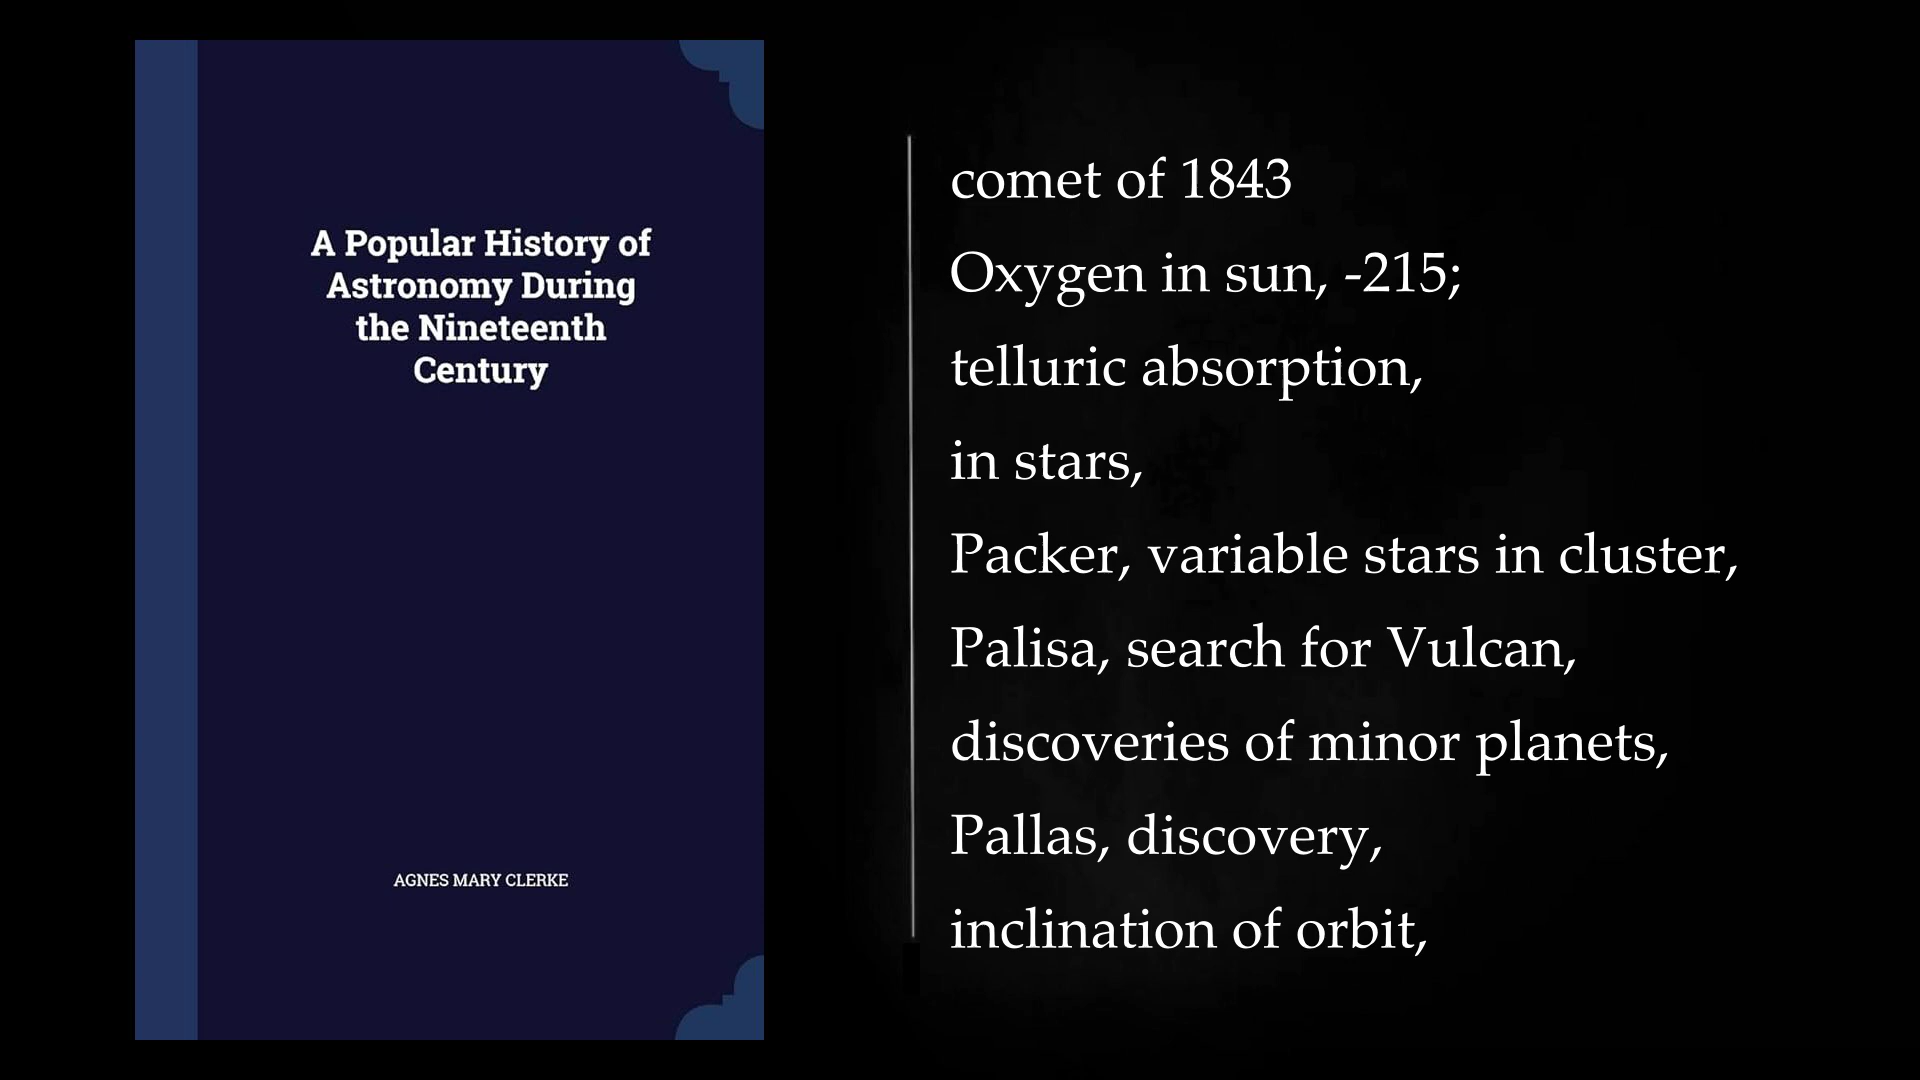 A Popular History of
Astronomy During
the Nineteenth
Century
AGNES MARY CLERKE
comet of 1843
Oxygen in sun, -215;
telluric absorption,
in stars,
Packer, variable stars in cluster,
Palisa, search for Vulcan,
discoveries of minor planets,
Pallas, discovery,
inclination of orbit,